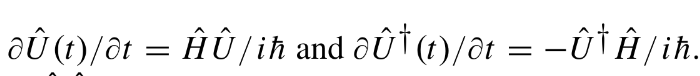 ∂Û(t)/∂t = ĤÛ/iħ and ∂Û†(t)/∂t = −Û†Ĥ/iħ.